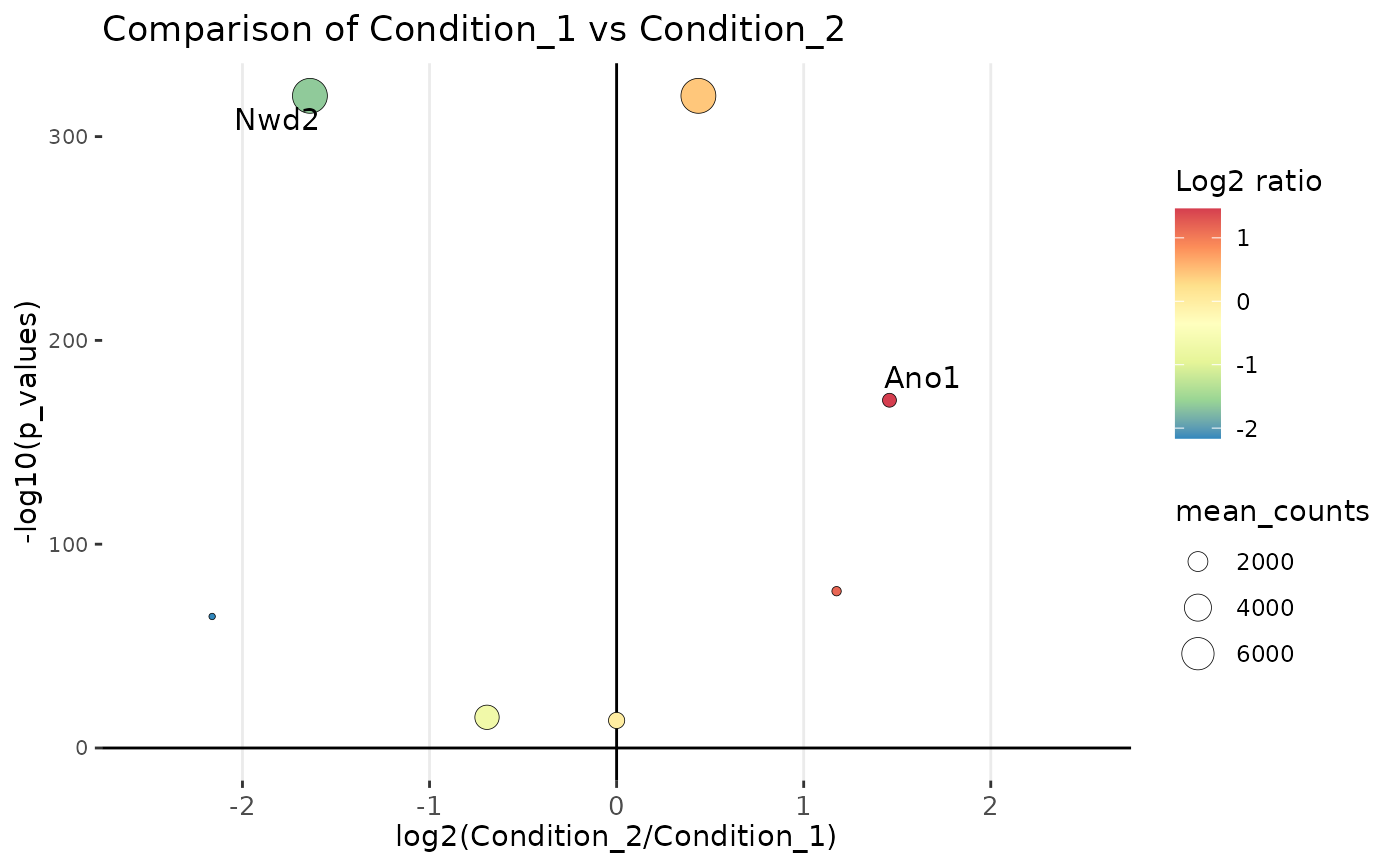 Comparison of Condition_1 vs Condition_2
Nwd2
Ano1
-log10(p_values)
300
200
100
0
-2
-1
0
1
2
log2(Condition_2/Condition_1)
Log2 ratio
1
0
-1
-2
mean_counts
2000
4000
6000